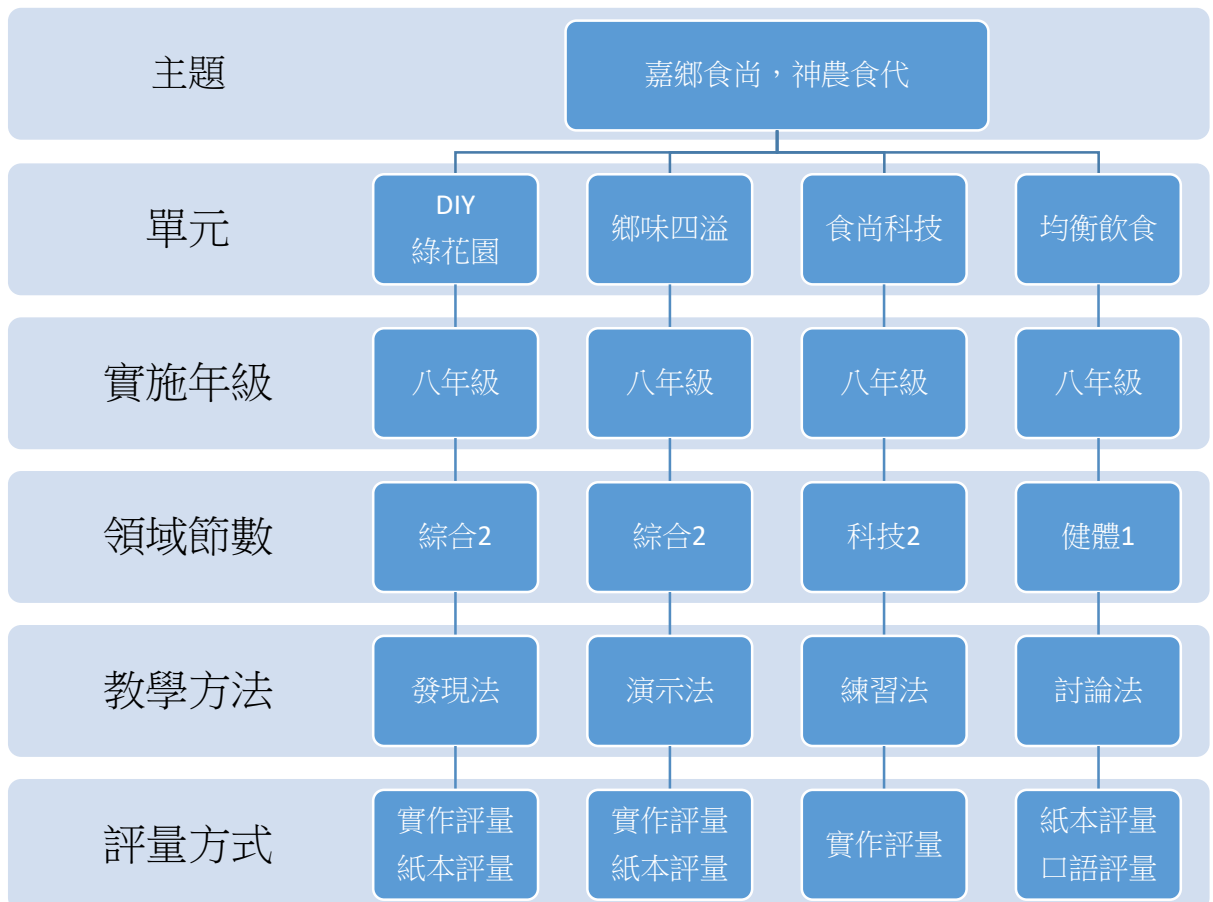 主題
嘉鄉食尚，神農食代
單元
DIY
綠花園
鄉味四溢
食尚科技
均衡飲食
實施年級
八年級
八年級
八年級
八年級
領域節數
綜合2
綜合2
科技2
健體1
教學方法
發現法
演示法
練習法
討論法
評量方式
實作評量
紙本評量
實作評量
紙本評量
實作評量
紙本評量
口語評量